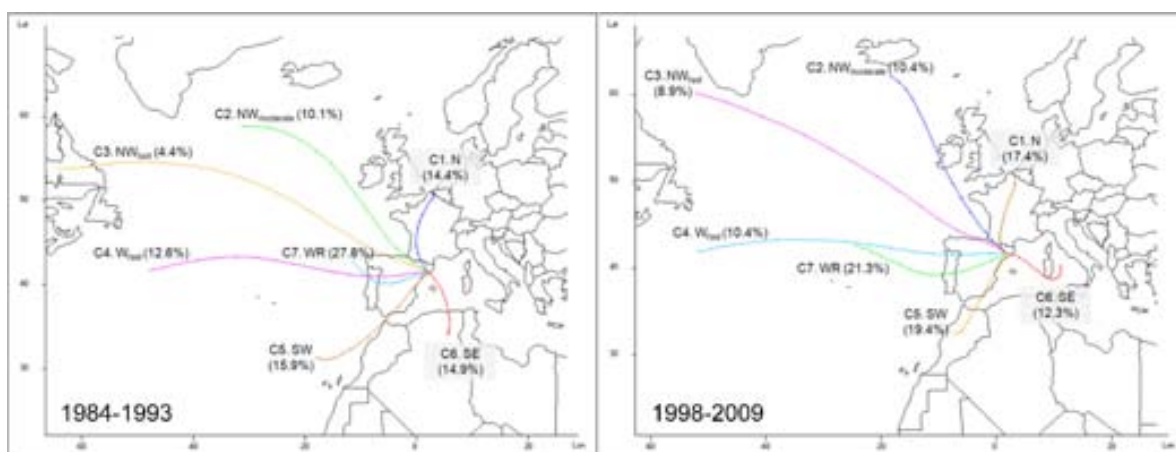 C2. NWmoderate (10.1%)
C3. NWfast (4.4%)
C1. N
(14.4%)
C4. Wfast (12.6%)
C7. WR (27.6%)
C5. SW
(15.9%)
C6. SE
(14.9%)
1984-1993
C2. NWmoderate (10.4%)
C3. NWfast
(8.9%)
C1. N
(17.4%)
C4. Wfast (10.4%)
C7. WR (21.3%)
C5. SW
(19.4%)
C6. SE
(12.3%)
1998-2009